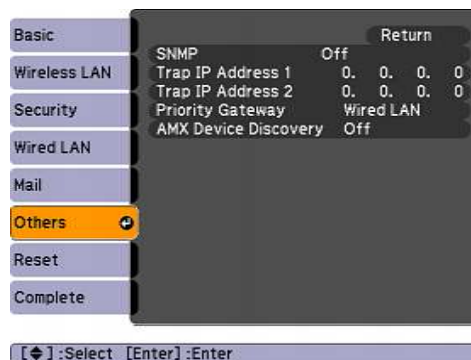 Basic
Wireless LAN
Security
Wired LAN
Mail
Others
Reset
Complete
Return
SNMP Off
Trap IP Address 1 0. 0. 0. 0
Trap IP Address 2 0. 0. 0. 0
Priority Gateway Wired LAN
AMX Device Discovery Off
[◆] :Select [Enter] :Enter